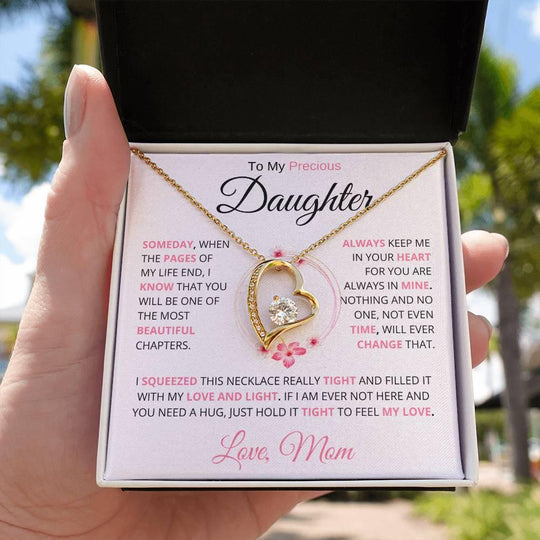 To My Precious
Daughter
SOMEDAY, WHEN
THE PAGES OF
MY LIFE END, I
KNOW THAT YOU
WILL BE ONE OF
THE MOST
BEAUTIFUL
CHAPTERS.
ALWAYS KEEP ME
IN YOUR HEART
FOR YOU ARE
ALWAYS IN MINE.
NOTHING AND NO
ONE, NOT EVEN
TIME, WILL EVER
CHANGE THAT.
I SQUEEZED THIS NECKLACE REALLY TIGHT AND FILLED IT
WITH MY LOVE AND LIGHT. IF I AM EVER NOT HERE AND
YOU NEED A HUG, JUST HOLD IT TIGHT TO FEEL MY LOVE.
Love, Mom